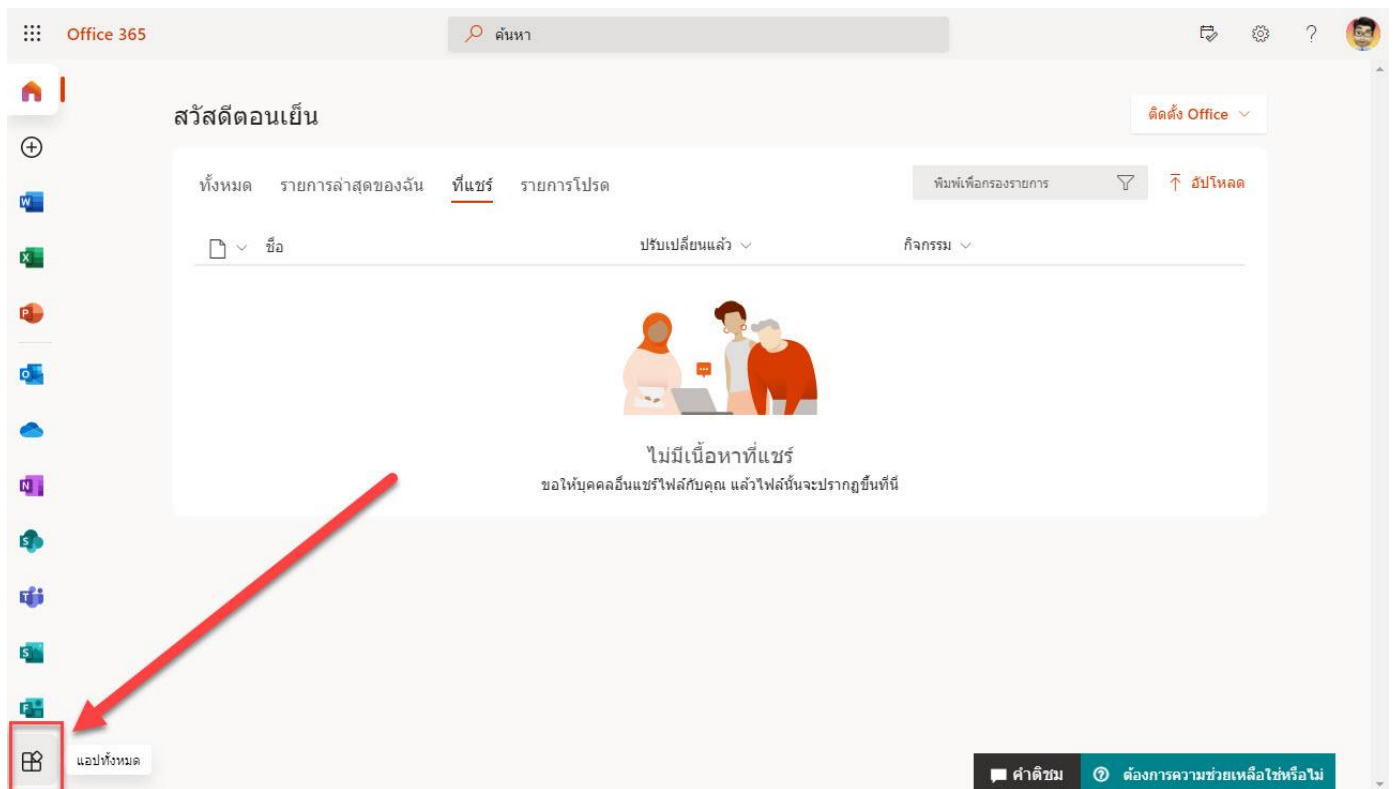 Office 365
ค้นหา
สวัสดีตอนเย็น
ติดตั้ง Office
ทั้งหมด รายการล่าสุดของฉัน ที่แชร์ รายการโปรด
พิมพ์เพื่อกรองรายการ
อัปโหลด
ชื่อ ปรับเปลี่ยนแล้ว กิจกรรม
ไม่มีเนื้อหาที่แชร์
ขอให้บุคคลอื่นแชร์ไฟล์กับคุณ แล้วไฟล์นั้นจะปรากฏขึ้นที่นี่
แอปทั้งหมด
คำติชม
ต้องการความช่วยเหลือใช่หรือไม่